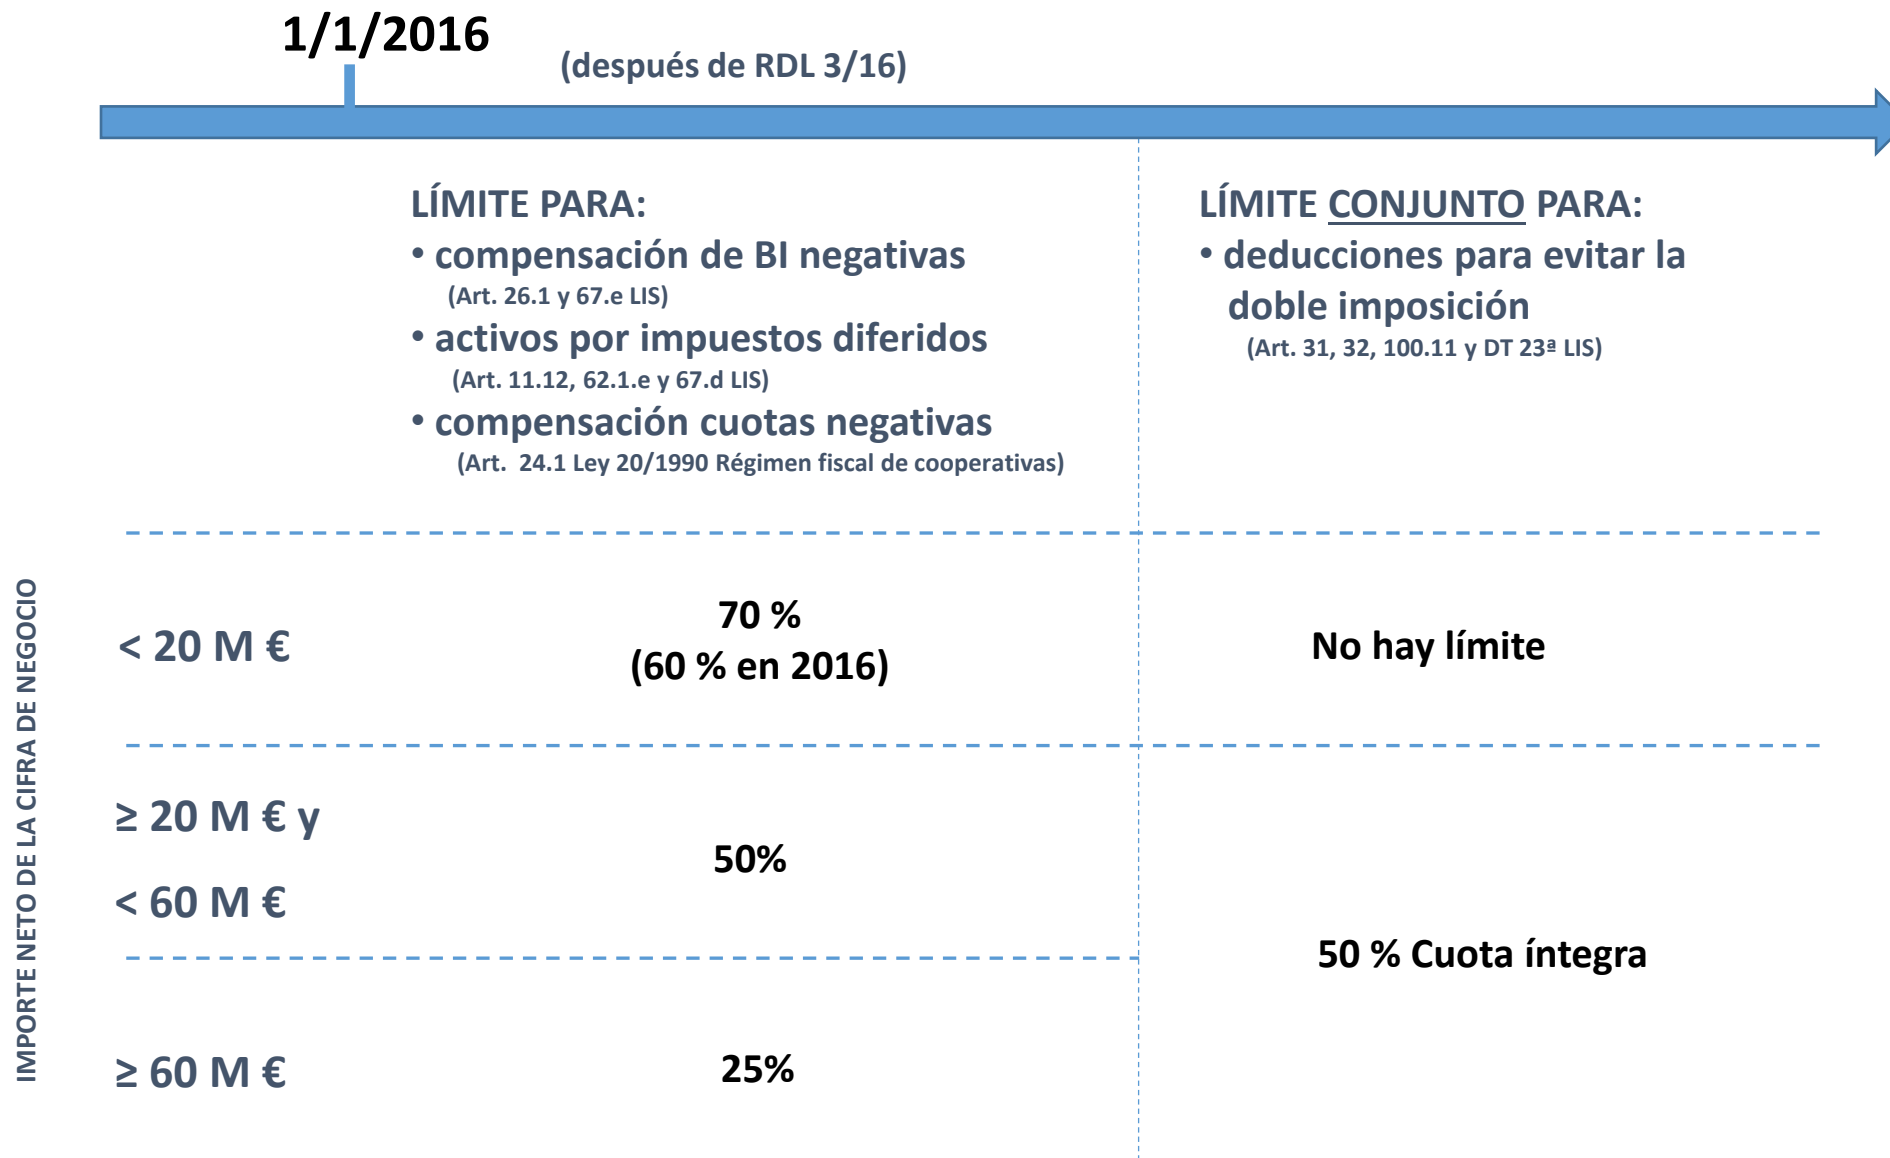 1/1/2016
(después de RDL 3/16)
LÍMITE PARA:
• compensación de BI negativas
(Art. 26.1 y 67.e LIS)
• activos por impuestos diferidos
(Art. 11.12, 62.1.e y 67.d LIS)
• compensación cuotas negativas
(Art. 24.1 Ley 20/1990 Régimen fiscal de cooperativas)
LÍMITE CONJUNTO PARA:
• deducciones para evitar la
doble imposición
(Art. 31, 32, 100.11 y DT 23ª LIS)
IMPORTE NETO DE LA CIFRA DE NEGOCIO
< 20 M €
70 %
(60 % en 2016)
No hay límite
≥ 20 M € y
< 60 M €
50%
50 % Cuota íntegra
≥ 60 M €
25%